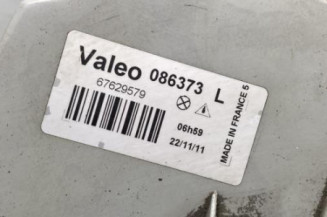 Valeo 086373 L
67629579
06h59
22/11/11
MADE IN FRANCE 5